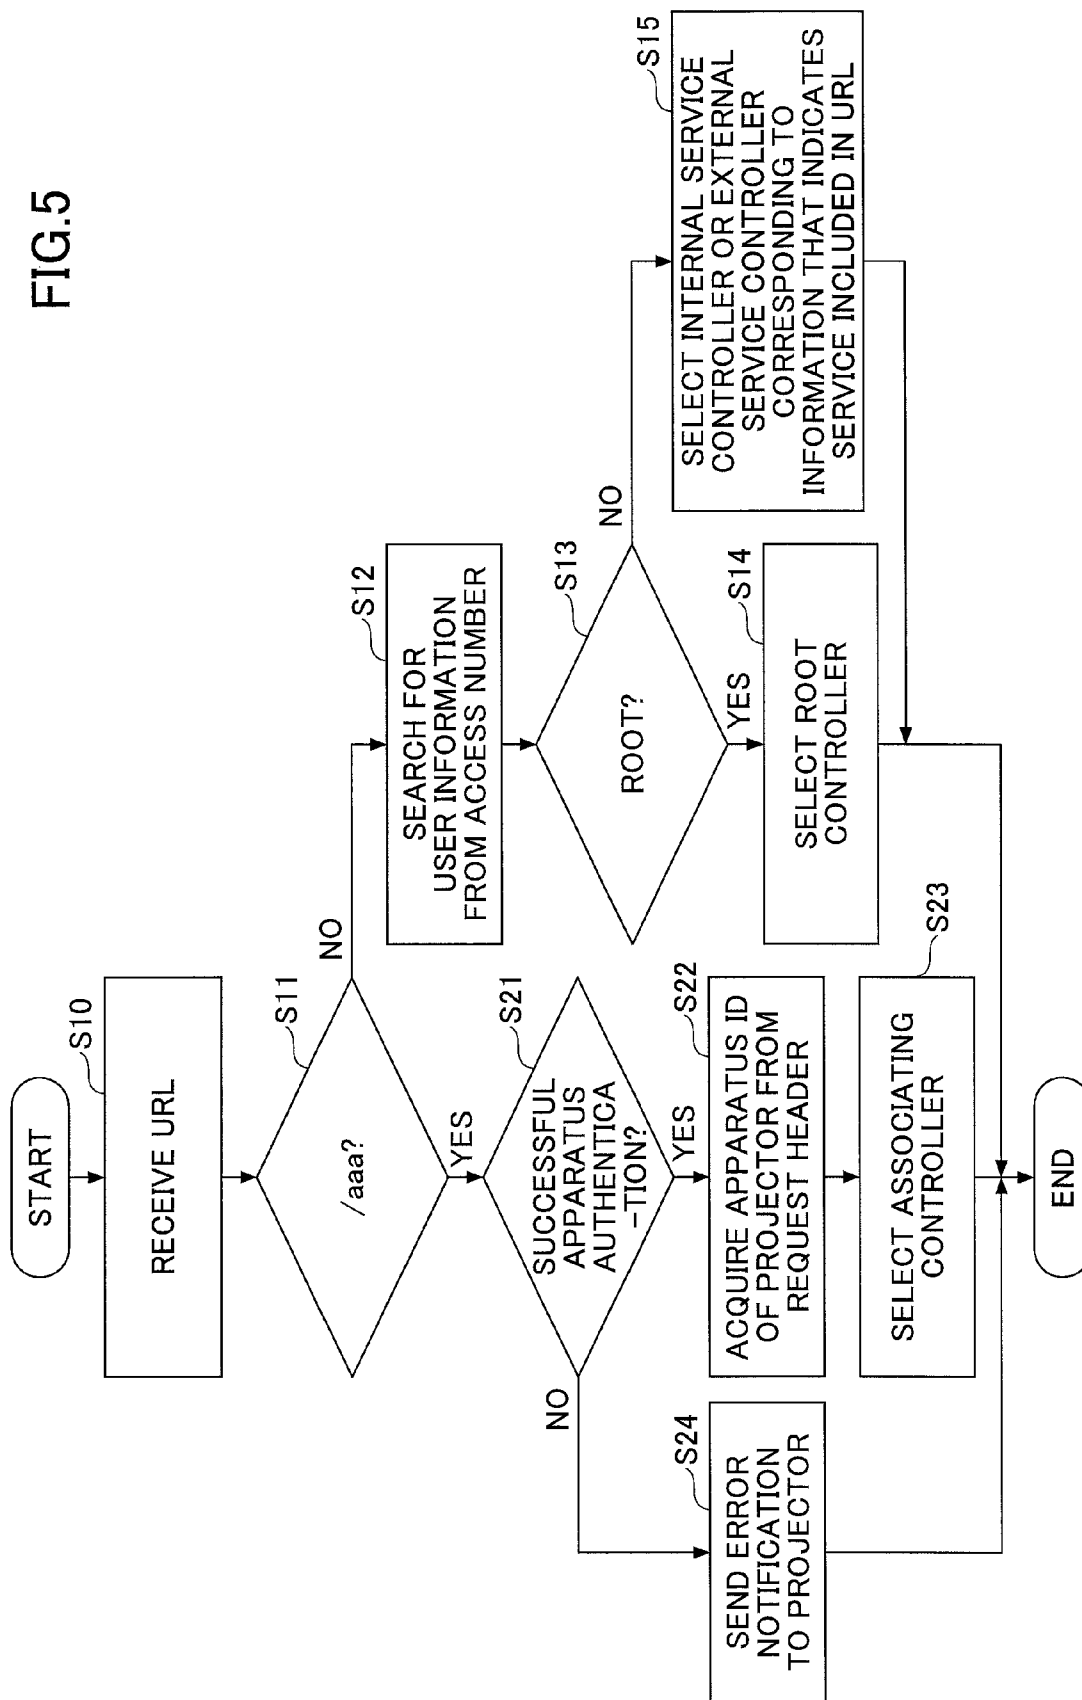 FIG.5
START
S10
RECEIVE URL
S11
/aaa?
NO
YES
S12
SEARCH FOR
USER INFORMATION
FROM ACCESS NUMBER
S13
ROOT?
NO
YES
S14
SELECT ROOT
CONTROLLER
S15
SELECT INTERNAL SERVICE
CONTROLLER OR EXTERNAL
SERVICE CONTROLLER
CORRESPONDING TO
INFORMATION THAT INDICATES
SERVICE INCLUDED IN URL
S21
SUCCESSFUL
APPARATUS
AUTHENTICA
-TION?
NO
YES
S22
ACQUIRE APPARATUS ID
OF PROJECTOR FROM
REQUEST HEADER
S23
SELECT ASSOCIATING
CONTROLLER
S24
SEND ERROR
NOTIFICATION
TO PROJECTOR
END